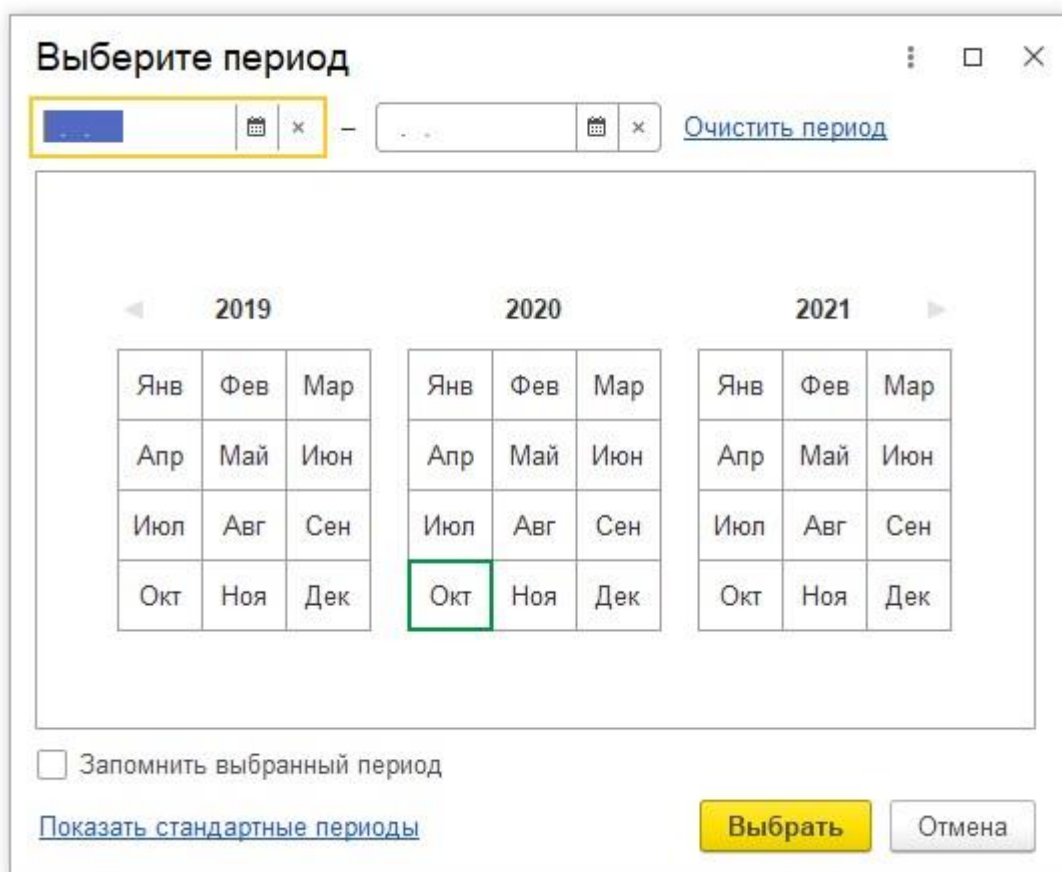 Выберите период
. . – . . Очистить период
2019 2020 2021
Янв Фев Мар Янв Фев Мар Янв Фев Мар
Апр Май Июн Апр Май Июн Апр Май Июн
Июл Авг Сен Июл Авг Сен Июл Авг Сен
Окт Ноя Дек Окт Ноя Дек Окт Ноя Дек
Запомнить выбранный период
Показать стандартные периоды Выбрать Отмена